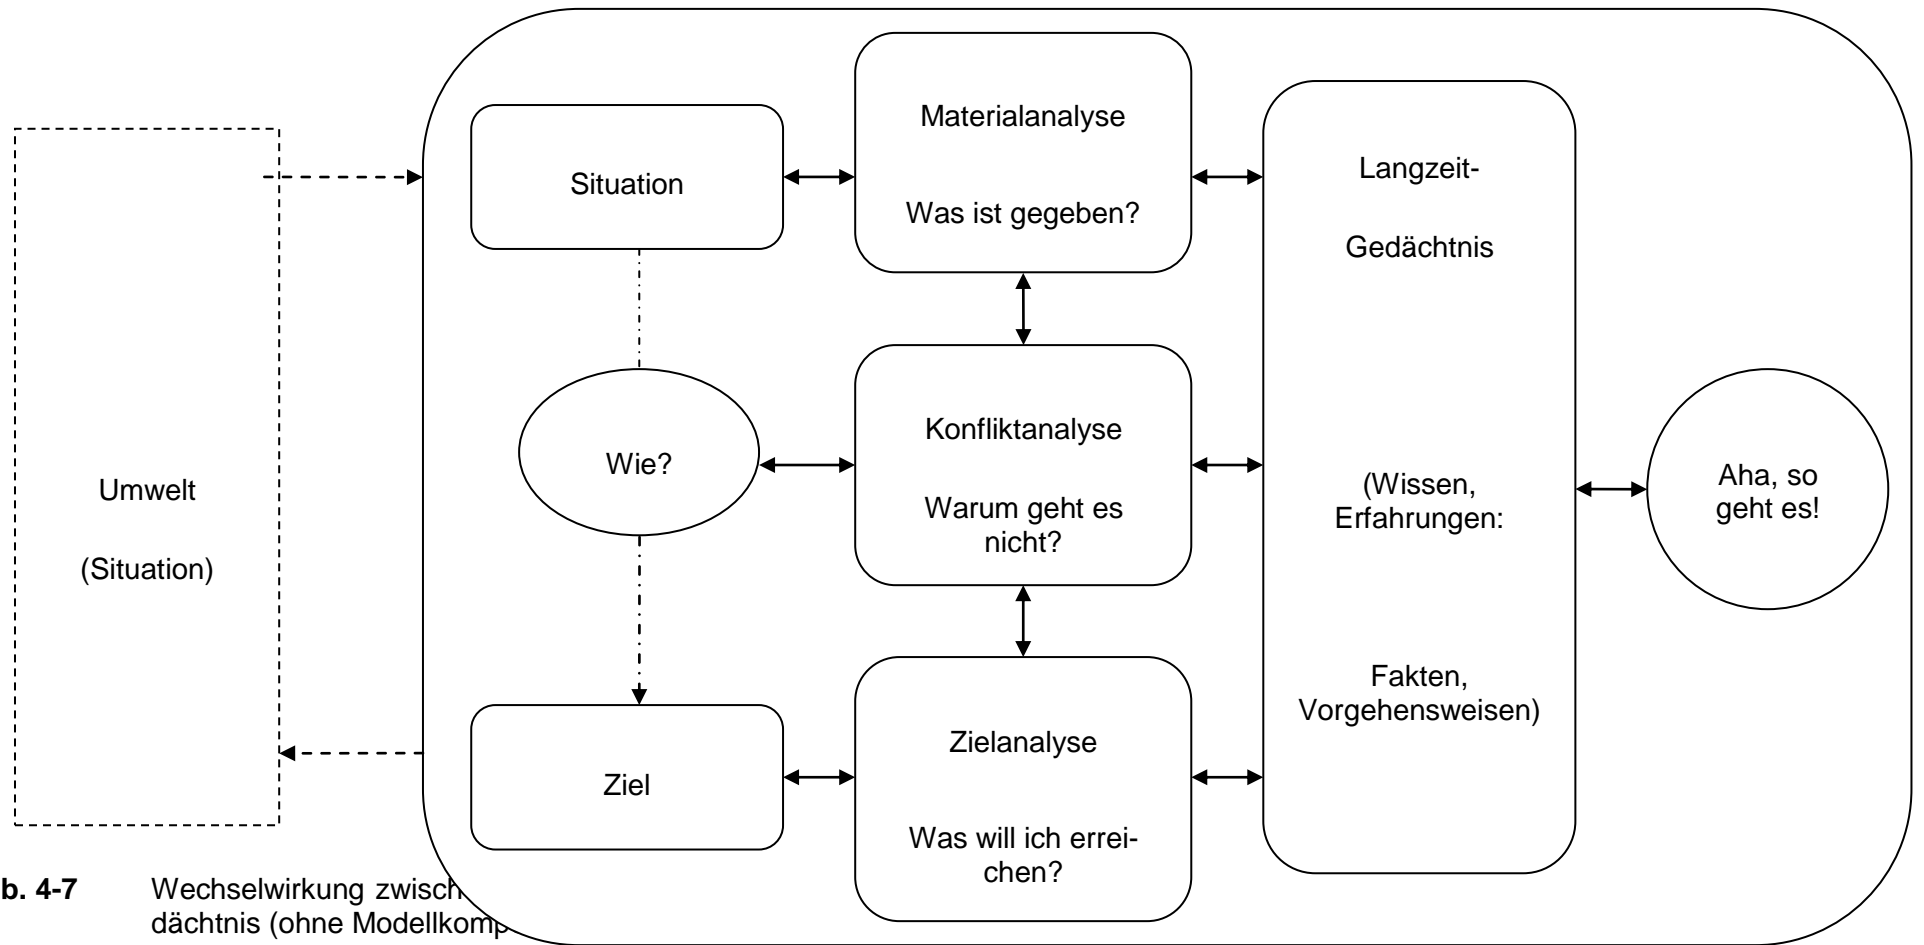 Umwelt
(Situation)
Situation
Wie?
Ziel
Materialanalyse
Was ist gegeben?
Konfliktanalyse
Warum geht es
nicht?
Zielanalyse
Was will ich errei-
chen?
Langzeit-
Gedächtnis
(Wissen,
Erfahrungen:
Fakten,
Vorgehensweisen)
Aha, so
geht es!
b. 4-7 Wechselwirkung zwisch
dächtnis (ohne Modellkomp